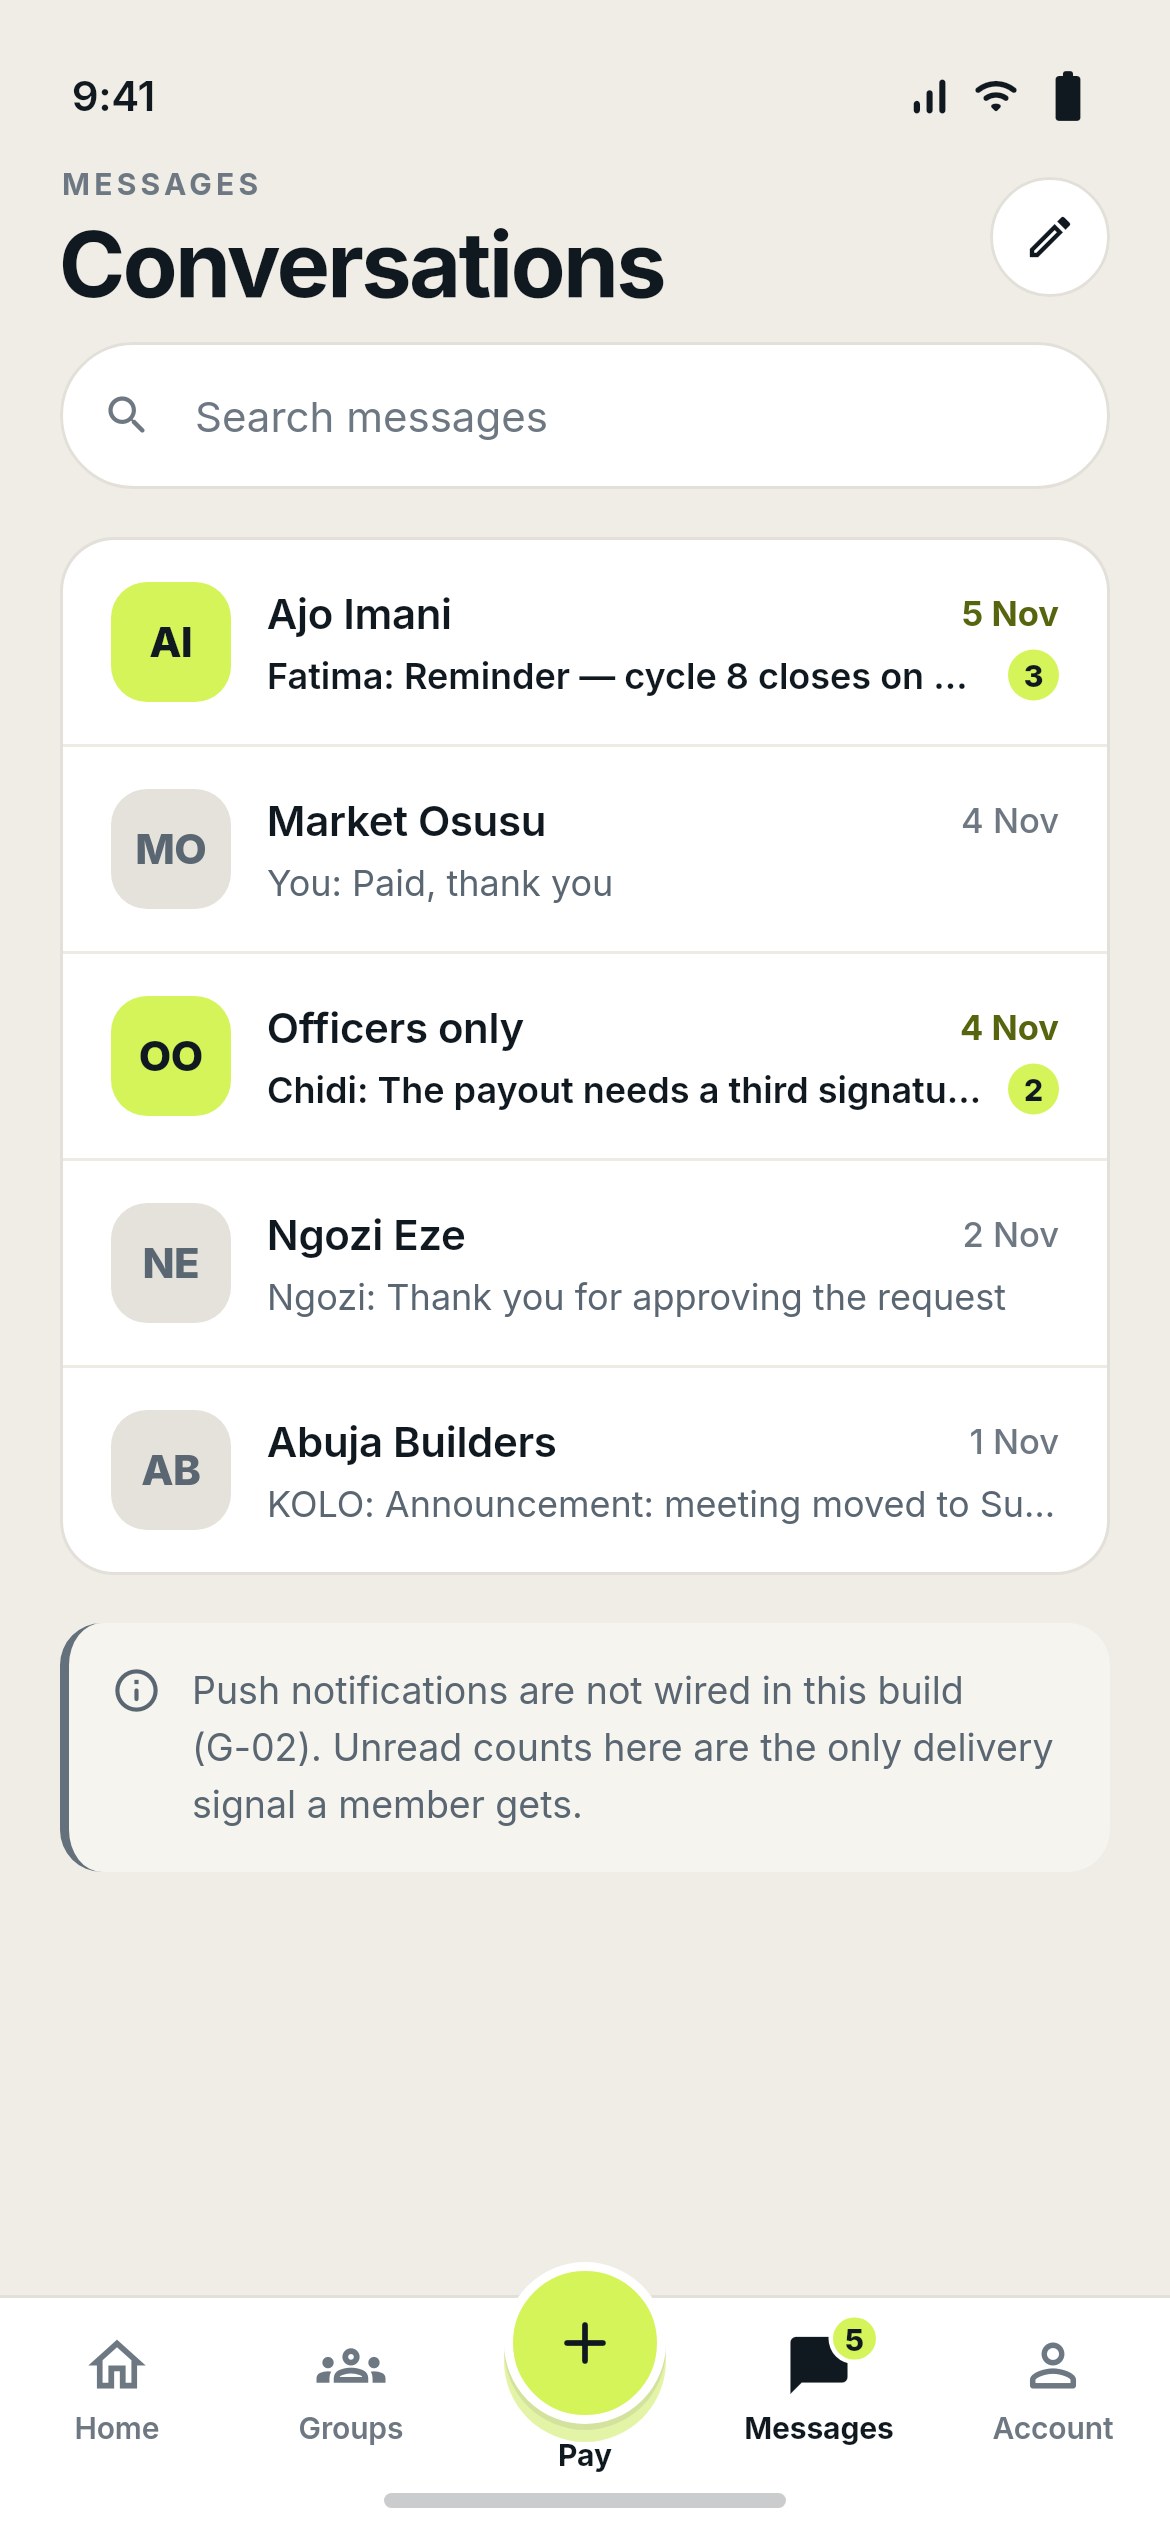 9:41
MESSAGES
Conversations
Search messages
AI
Ajo Imani
5 Nov
Fatima: Reminder — cycle 8 closes on ...
3
MO
Market Osusu
4 Nov
You: Paid, thank you
OO
Officers only
4 Nov
Chidi: The payout needs a third signatu...
2
NE
Ngozi Eze
2 Nov
Ngozi: Thank you for approving the request
AB
Abuja Builders
1 Nov
KOLO: Announcement: meeting moved to Su...
Push notifications are not wired in this build
(G-02). Unread counts here are the only delivery
signal a member gets.
5
Home
Groups
Pay
Messages
Account